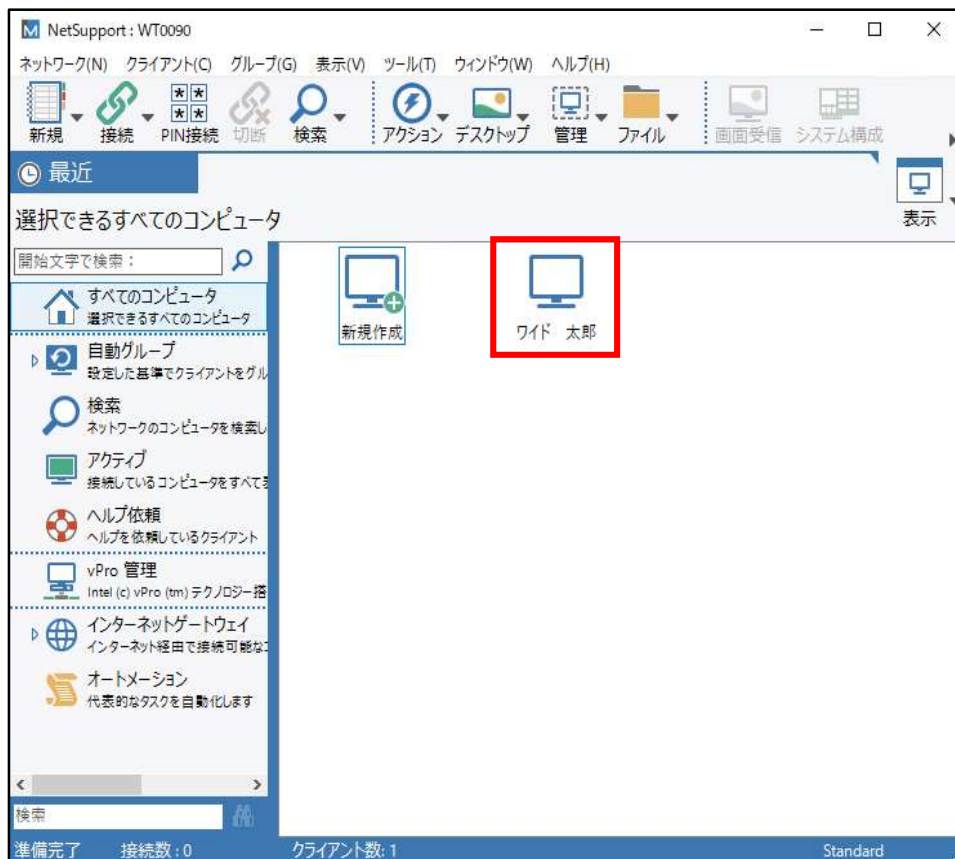 NetSupport : WT0090
ネットワーク(N) クライアント(C) グループ(G) 表示(V) ツール(T) ウィンドウ(W) ヘルプ(H)
新規 接続 PIN接続 切断 検索 アクション デスクトップ 管理 ファイル 画面受信 システム構成
最近
表示
選択できるすべてのコンピュータ
開始文字で検索：
新規作成
ワイド 太郎
すべてのコンピュータ
選択できるすべてのコンピュータ
自動グループ
設定した基準でクライアントをグル
検索
ネットワークのコンピュータを検索し
アクティブ
接続しているコンピュータをすべて
ヘルプ依頼
ヘルプを依頼しているクライアント
vPro 管理
Intel (c) vPro (tm) テクノロジー搭
インターネットゲートウェイ
インターネット経由で接続可能な
オートメーション
代表的なタスクを自動化します
検索
準備完了 接続数 : 0 クライアント数: 1 Standard